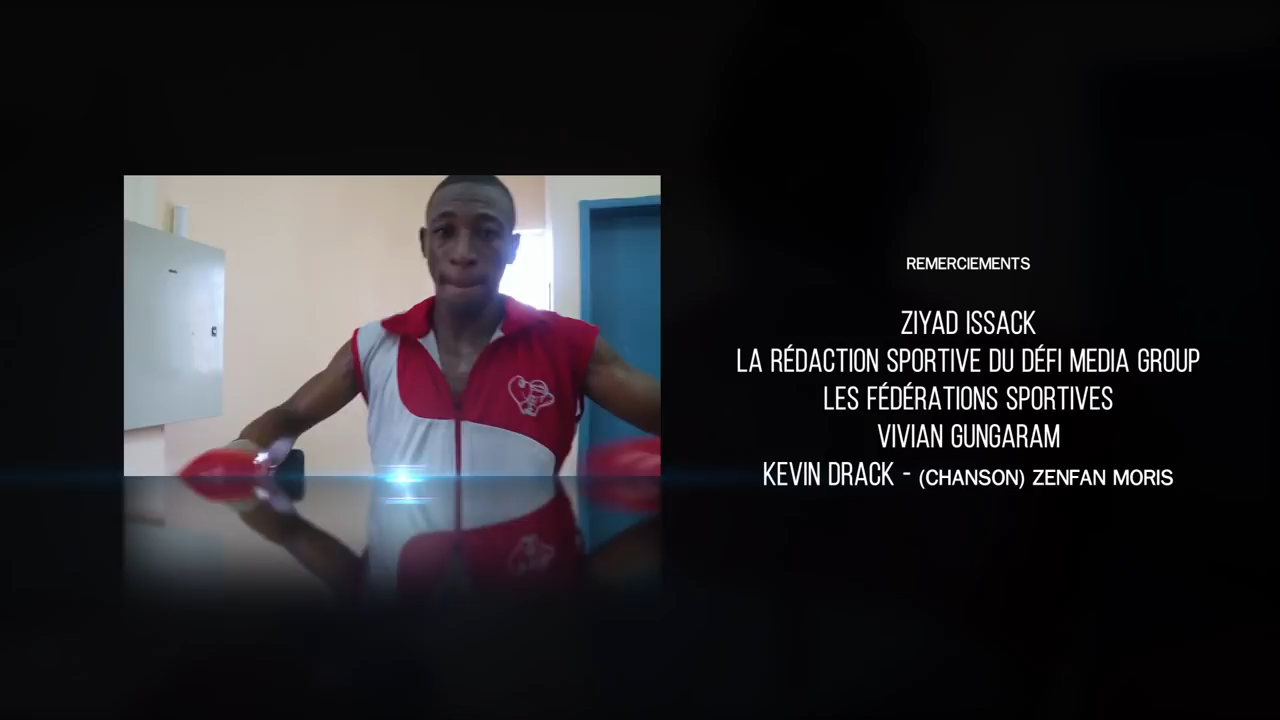 REMERCIEMENTS
ZIYAD ISSACK
LA RÉDACTION SPORTIVE DU DÉFI MEDIA GROUP
LES FÉDÉRATIONS SPORTIVES
VIVIAN GUNGARAM
KEVIN DRACK - (CHANSON) ZENFAN MORIS